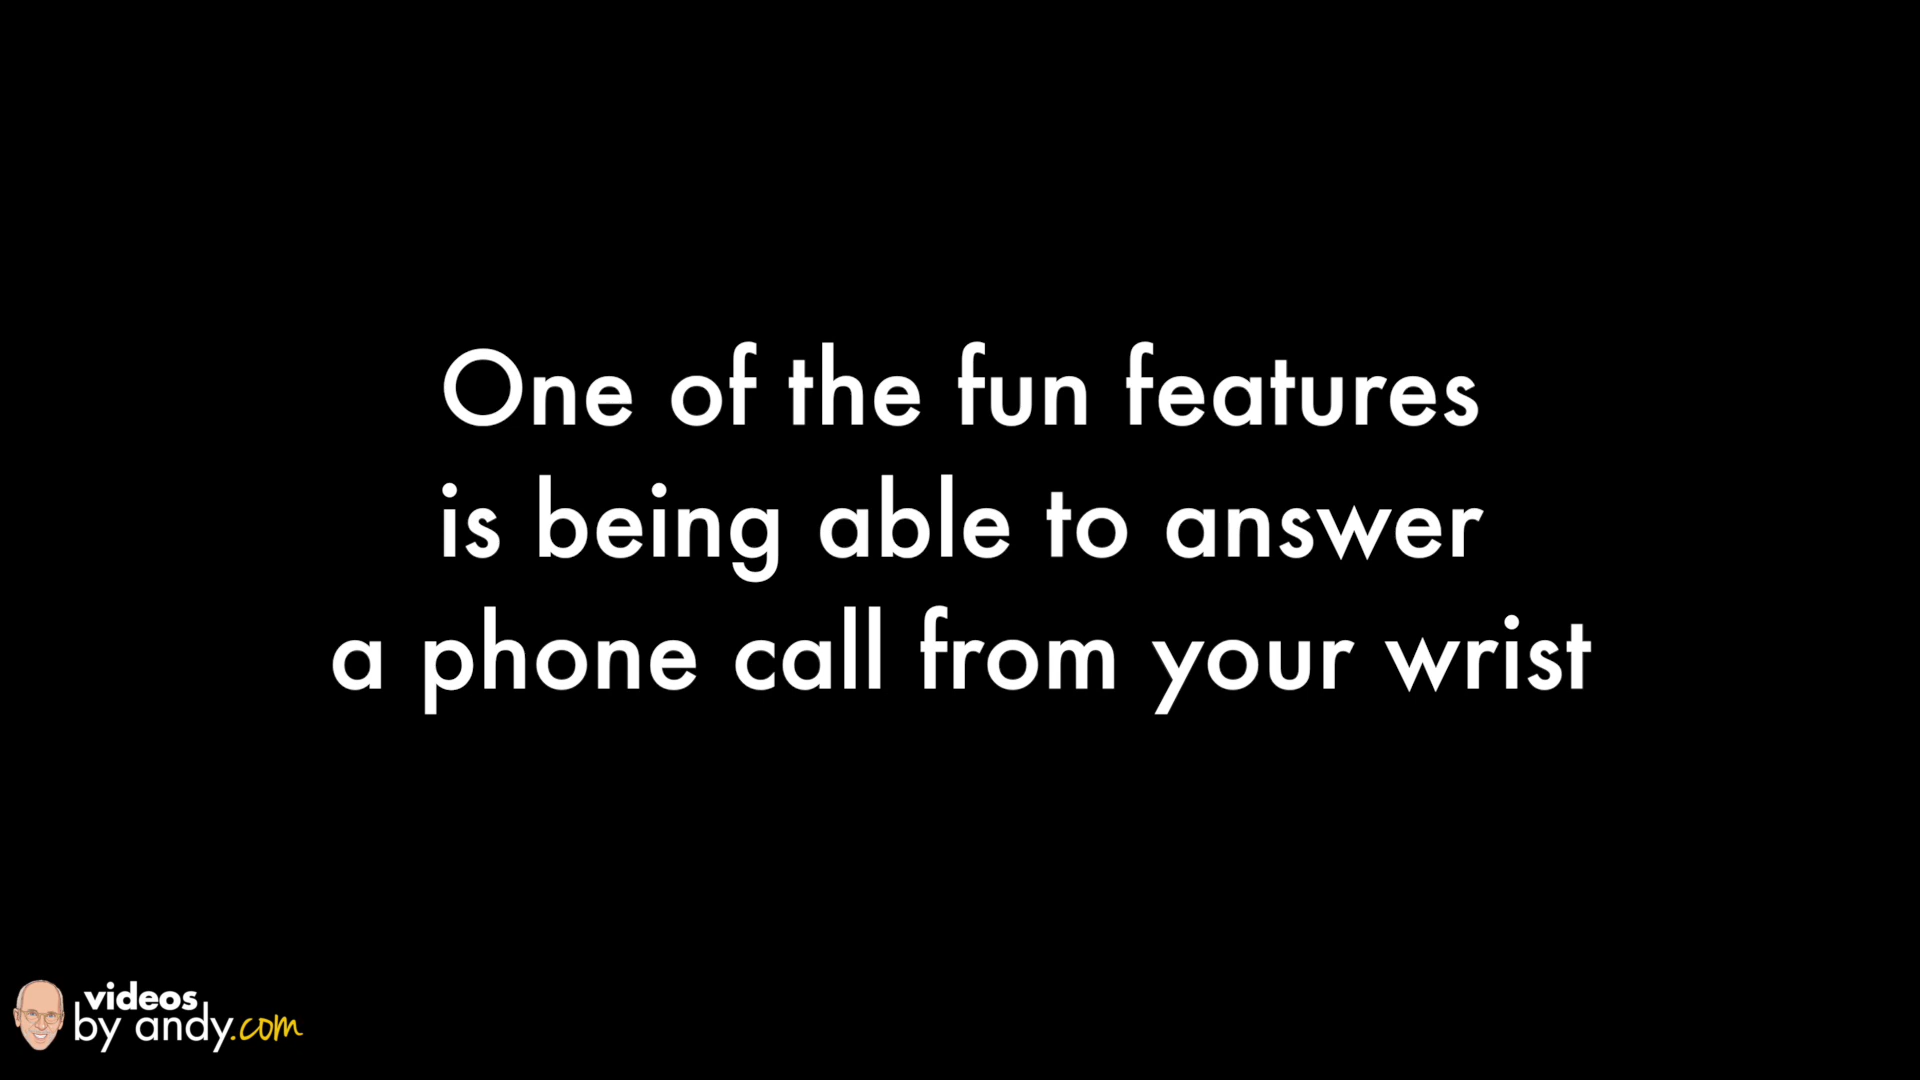 One of the fun features
is being able to answer
a phone call from your wrist
videos
by andy.com